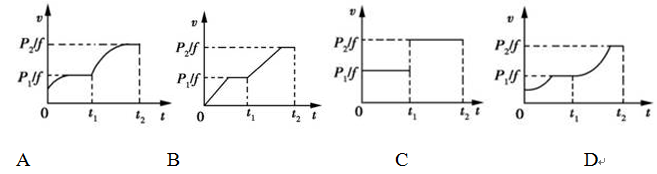 v v v v
P₂/f P₂/f P₂/f P₂/f
P₁/f P₁/f P₁/f P₁/f
0 t₁ t₂ t 0 t₁ t₂ t 0 t₁ t₂ t 0 t₁ t₂ t
A B C D↵